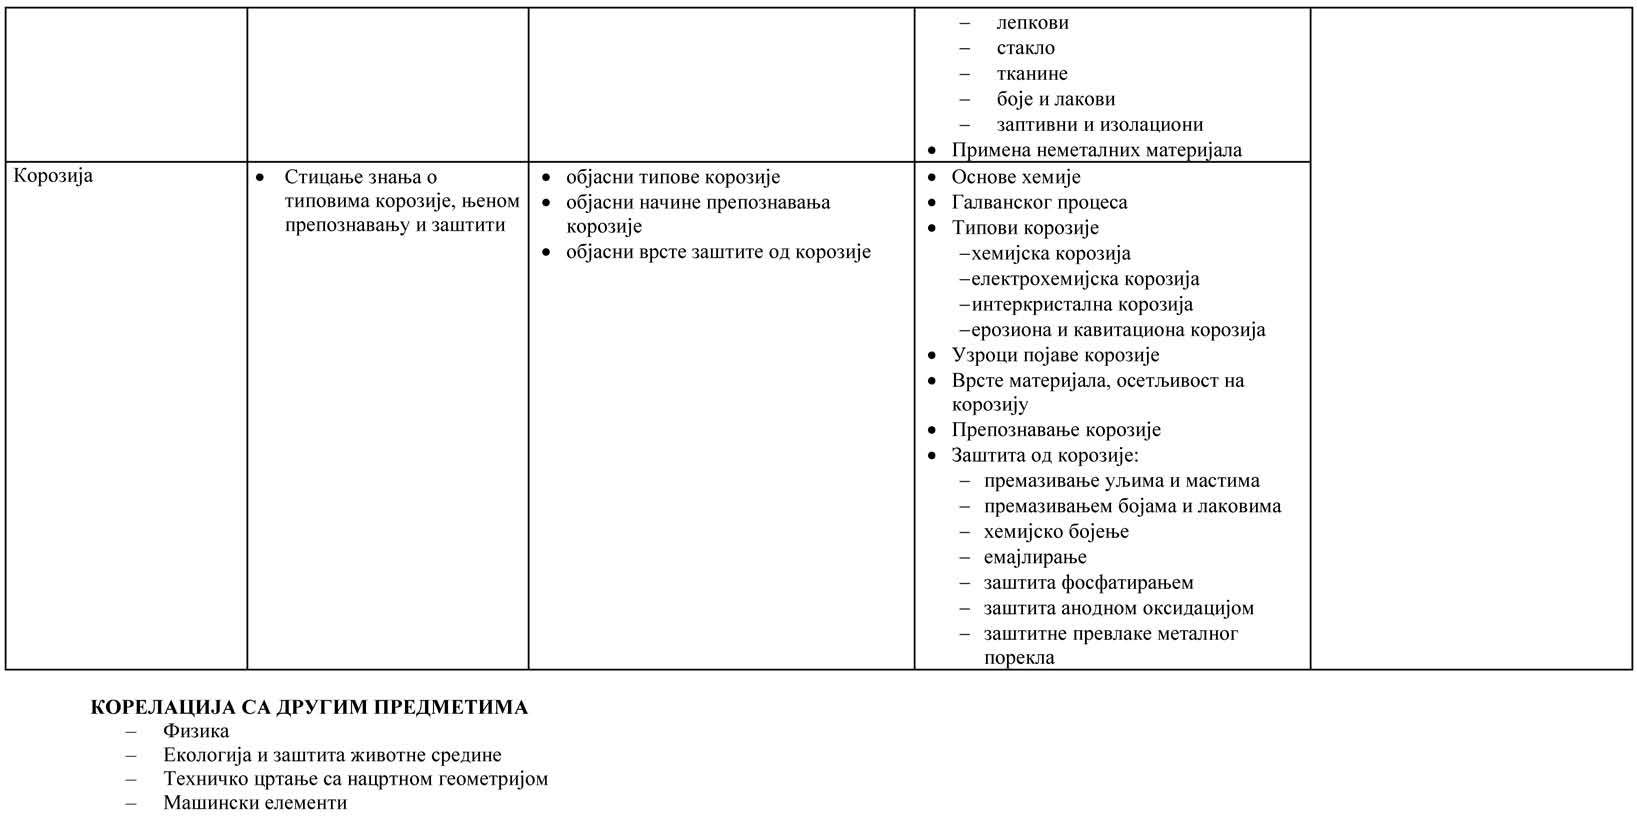 – лепкови
– стакло
– тканине
– боје и лакови
– заптивни и изолациони
• Примена неметалних материјала
Корозија
• Стицање знања о
типовима корозије, њеном
препознавању и заштити
• објасни типове корозије
• објасни начине препознавања
корозије
• објасни врсте заштите од корозије
• Основе хемије
• Галванског процеса
• Типови корозије
–хемијска корозија
–електрохемијска корозија
–интеркристална корозија
–ерозиона и кавитациона корозија
• Узроци појаве корозије
• Врсте материјала, осетљивост на
корозију
• Препознавање корозије
• Заштита од корозије:
– премазивање уљима и мастима
– премазивањем бојама и лаковима
– хемијско бојење
– емајлирање
– заштита фосфатирањем
– заштита анодном оксидацијом
– заштитне превлаке металног
порекла
КОРЕЛАЦИЈА СА ДРУГИМ ПРЕДМЕТИМА
– Физика
– Екологија и заштита животне средине
– Техничко цртање са нацртном геометријом
– Машински елементи